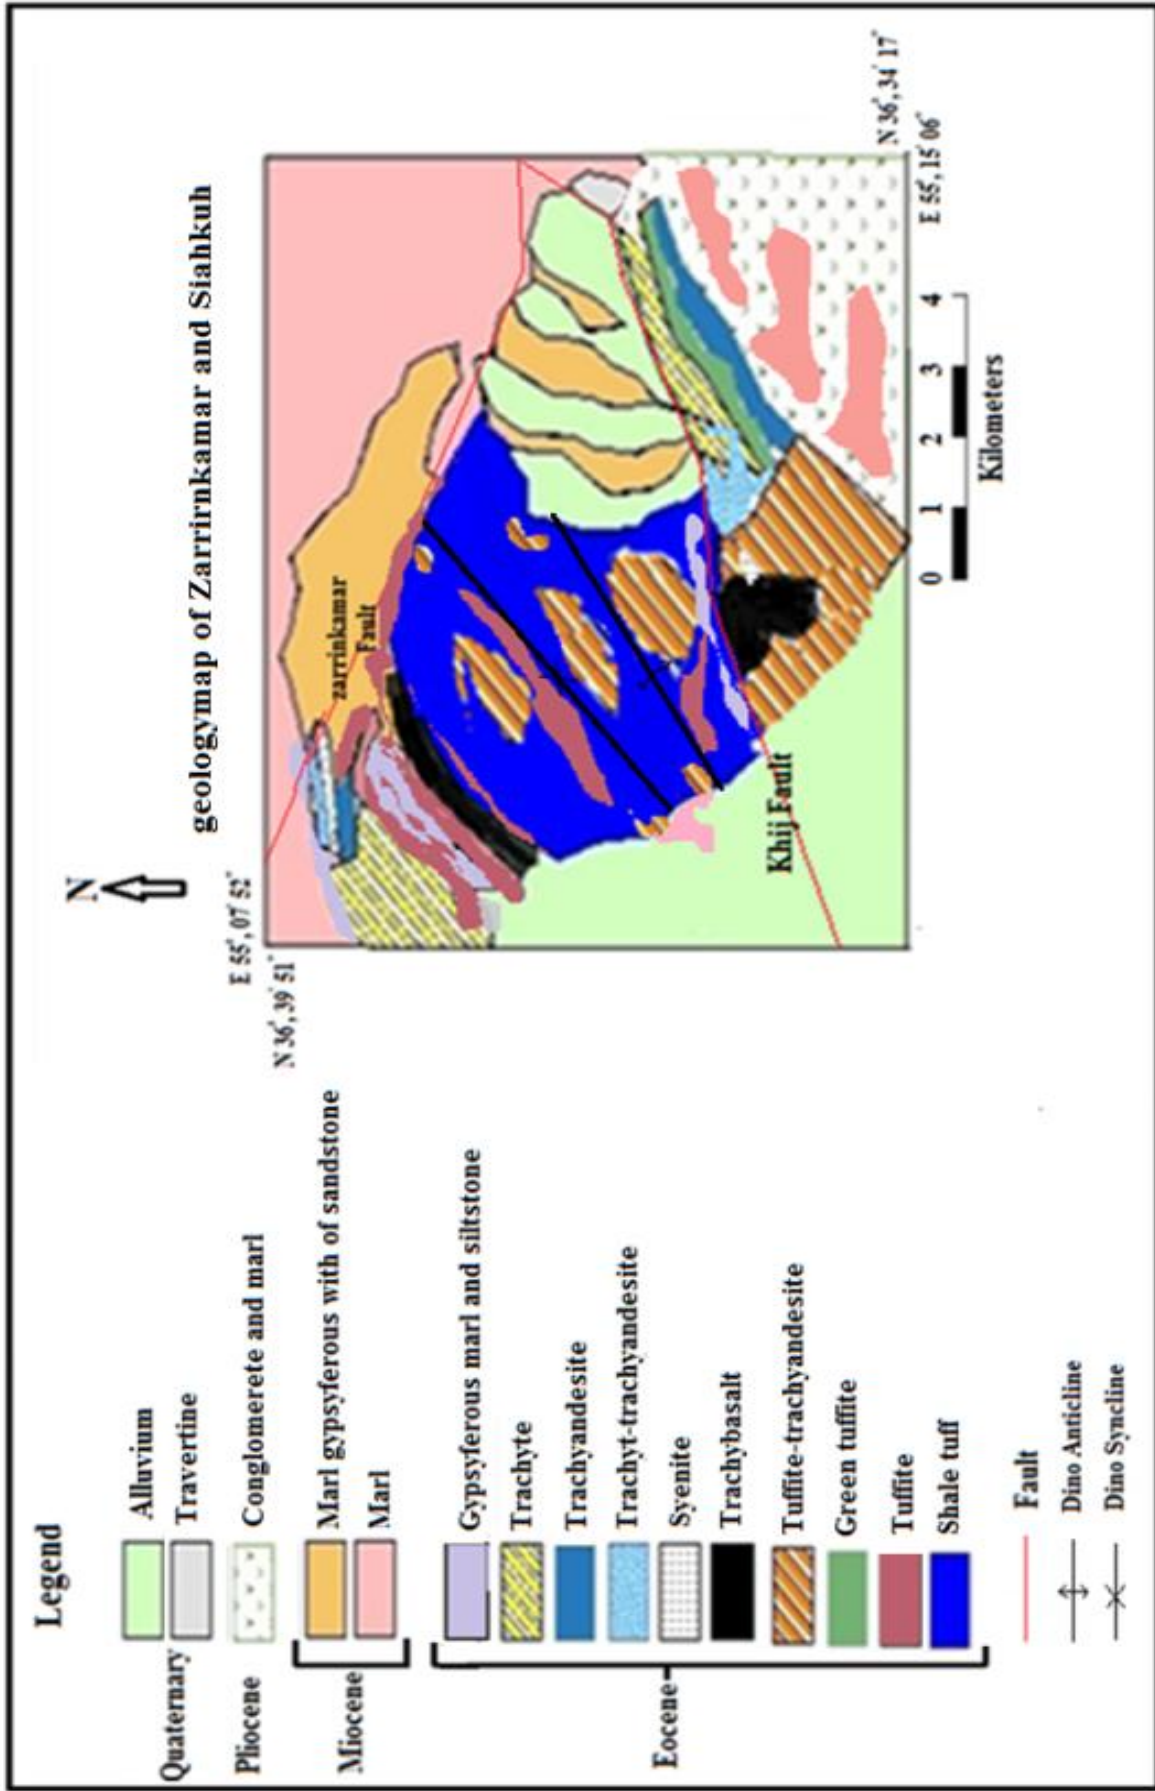 geologymap of Zarrirnkamar and Siahkuh
N
E 55°, 07' 52"
N 36°, 39' 51"
zarrinkamar
Fault
Khij Fault
N 36°, 34' 17"
E 55°, 15' 06"
0 1 2 3 4
Kilometers
Legend
Quaternary
Alluvium
Travertine
Pliocene
Conglomerete and marl
Miocene
Marl gypsyferous with of sandstone
Marl
Eocene
Gypsyferous marl and siltstone
Trachyte
Trachyandesite
Trachyt-trachyandesite
Syenite
Trachybasalt
Tuffite-trachyandesite
Green tuffite
Tuffite
Shale tuff
Fault
Dino Anticline
Dino Syncline